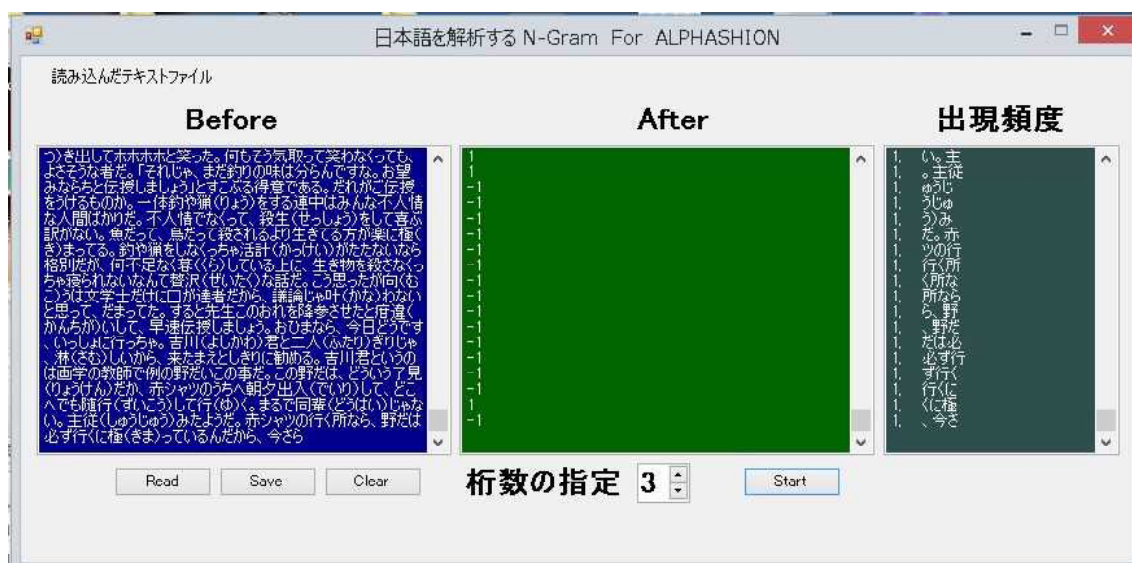 日本語を解析する N-Gram For ALPHASHION
読み込んだテキストファイル
Before
After
出現頻度
つ)き出してホホホホと笑った。何もそう気取って笑わなくっても、
よさそうな者だ。「それじゃ、まだ釣りの味は分らんですな。お望
みならちと伝授しましょう」とすこぶる得意である。だれがご伝授
をうけるものか。一体釣や猟(りょう)をする連中はみんな不人情
な人間ばかりだ。不人情でなくって、殺生(せっしょう)をして喜ぶ
訳がない。魚だって、鳥だって殺されるより生きてる方が楽に極(
き)まってる。釣や猟をしなくっちゃ活計(かっけい)がたたないなら
格別だが、何不足なく暮(くら)している上に、生き物を殺さなくっ
ちゃ寝られないなんて贅沢(ぜいたく)な話だ。こう思ったが向(む
こ)うは文学士だけに口が達者だから、議論じゃ叶(かな)わない
と思って、だまってた。すると先生このおれを降参させたと疳違(
かんちが)いして、早速伝授しましょう。おひまなら、今日どうです
、いっしょに行っちゃ。吉川(よしかわ)君と二人(ふたり)ぎりじゃ
、淋(さむ)しいから、来たまえとしきりに勧める。吉川君というの
は画学の教師で例の野だいこの事だ。この野だは、どういう了見
(りょうけん)だか、赤シャツのうちへ朝夕出入(でいり)して、どこ
へでも随行(ずいこう)して行(ゆ)く。まるで同輩(どうはい)じゃな
い。主従(しゅうじゅう)みたようだ。赤シャツの行く所なら、野だは
必ず行くに極(きま)っているんだから、今さら
1
1
-1
-1
-1
-1
-1
-1
-1
-1
-1
-1
-1
-1
-1
-1
1
-1
1, い。主
1, 。主従
1, ゅうじ
1, うじゅ
1, う)み
1, だ。赤
1, ツの行
1, 行く所
1, く所な
1, 所なら
1, ら、野
1, 、野だ
1, だは必
1, 必ず行
1, ず行く
1, 行くに
1, くに極
1, 、今さ
Read
Save
Clear
桁数の指定 3
Start